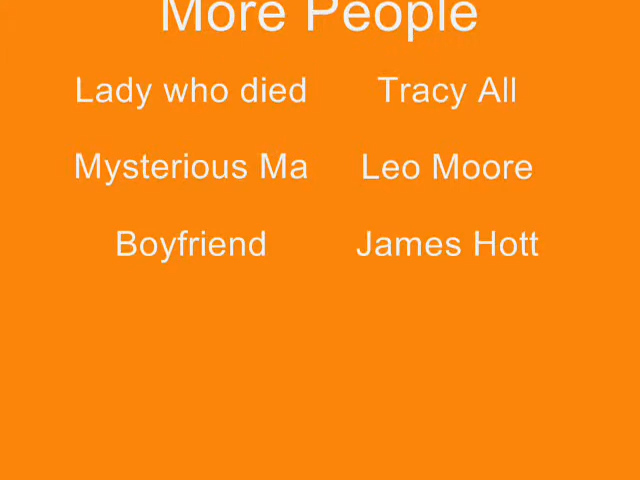 More People
Lady who died Tracy All
Mysterious Ma Leo Moore
Boyfriend James Hott